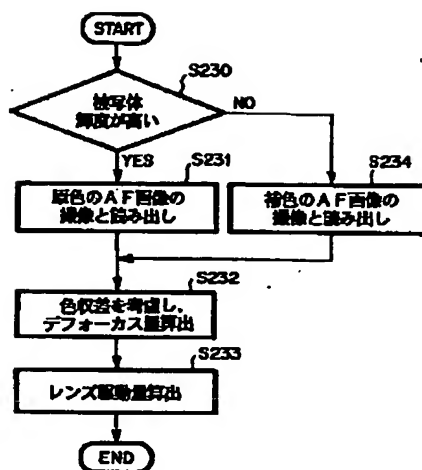 START
S230
被写体
輝度が高い
NO
YES
S231
S234
原色のAF画像の
撮像と読み出し
補色のAF画像の
撮像と読み出し
S232
色収差を考慮し、
デフォーカス量算出
S233
レンズ駆動量算出
END